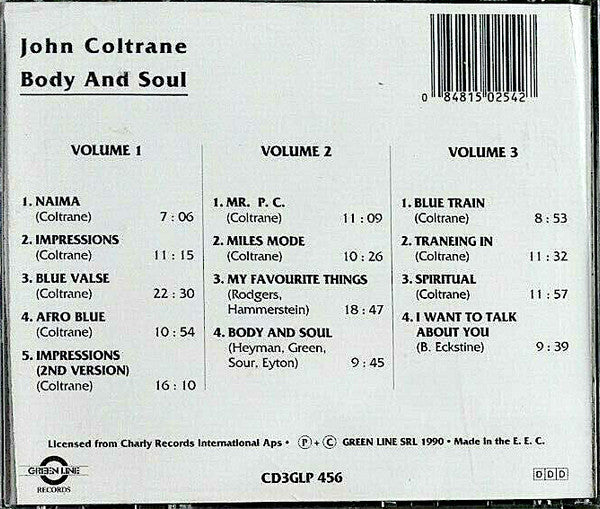 John Coltrane
Body And Soul
0 84815 02542
VOLUME 1
1. NAIMA
(Coltrane) 7 : 06
2. IMPRESSIONS
(Coltrane) 11 : 15
3. BLUE VALSE
(Coltrane) 22 : 30
4. AFRO BLUE
(Coltrane) 10 : 54
5. IMPRESSIONS
(2ND VERSION)
(Coltrane) 16 : 10
VOLUME 2
1. MR. P. C.
(Coltrane) 11 : 09
2. MILES MODE
(Coltrane) 10 : 26
3. MY FAVOURITE THINGS
(Rodgers,
Hammerstein) 18 : 47
4. BODY AND SOUL
(Heyman, Green,
Sour, Eyton) 9 : 45
VOLUME 3
1. BLUE TRAIN
(Coltrane) 8 : 53
2. TRANEING IN
(Coltrane) 11 : 32
3. SPIRITUAL
(Coltrane) 11 : 57
4. I WANT TO TALK
ABOUT YOU
(B. Eckstine) 9 : 39
Licensed from Charly Records International Aps • Ⓟ + Ⓒ GREEN LINE SRL 1990 • Made In the E. E. C.
GREEN LINE
RECORDS
CD3GLP 456
DDD